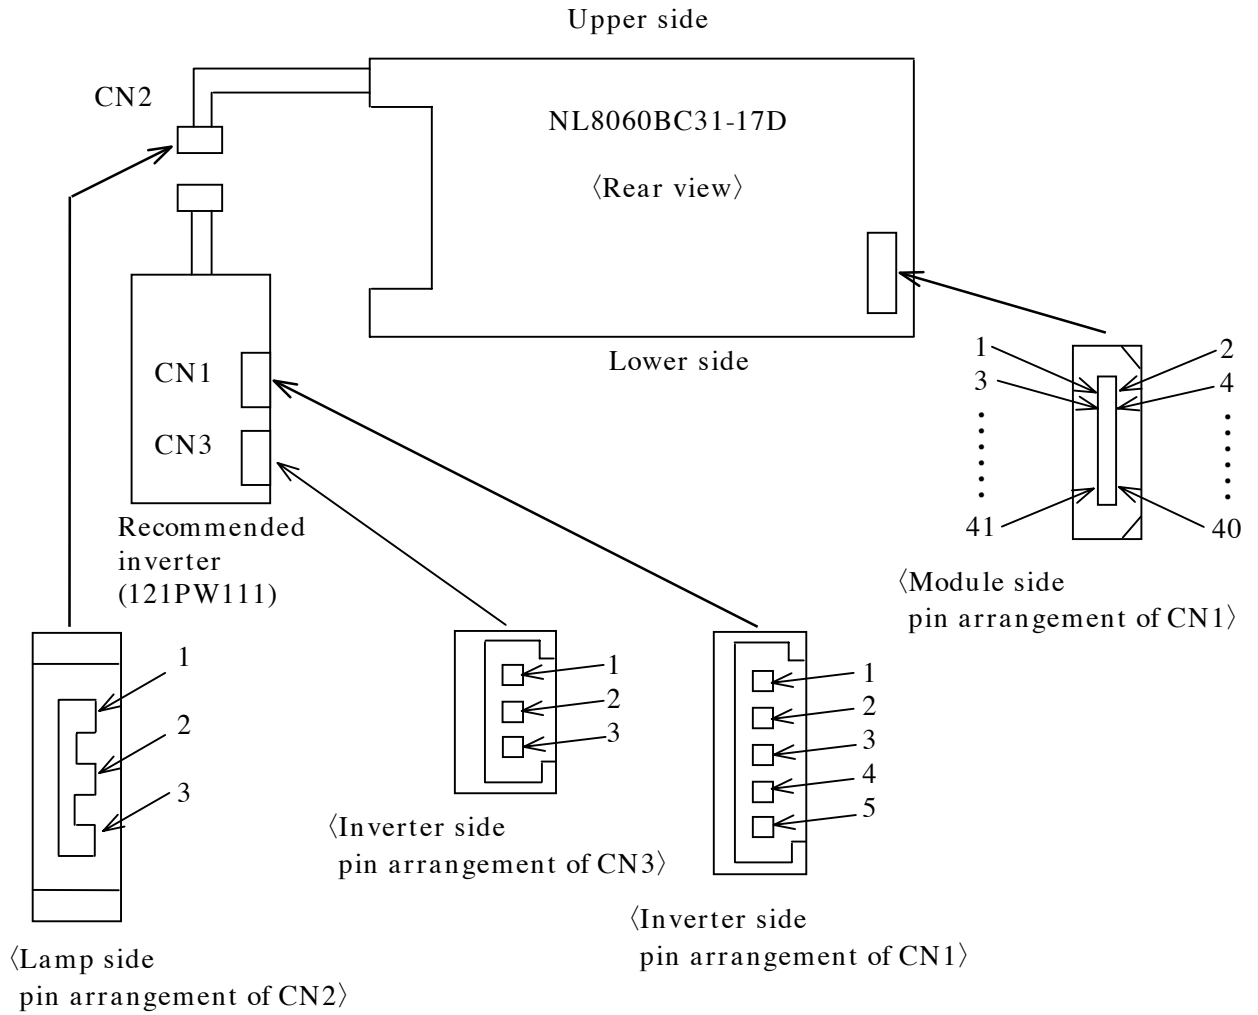 Upper side
CN2
NL8060BC31-17D
〈Rear view〉
Lower side
CN1
CN3
Recommended
inverter
(121PW111)
1
2
3
4
41
40
〈Module side
pin arrangement of CN1〉
1
2
3
〈Lamp side
pin arrangement of CN2〉
1
2
3
〈Inverter side
pin arrangement of CN3〉
1
2
3
4
5
〈Inverter side
pin arrangement of CN1〉